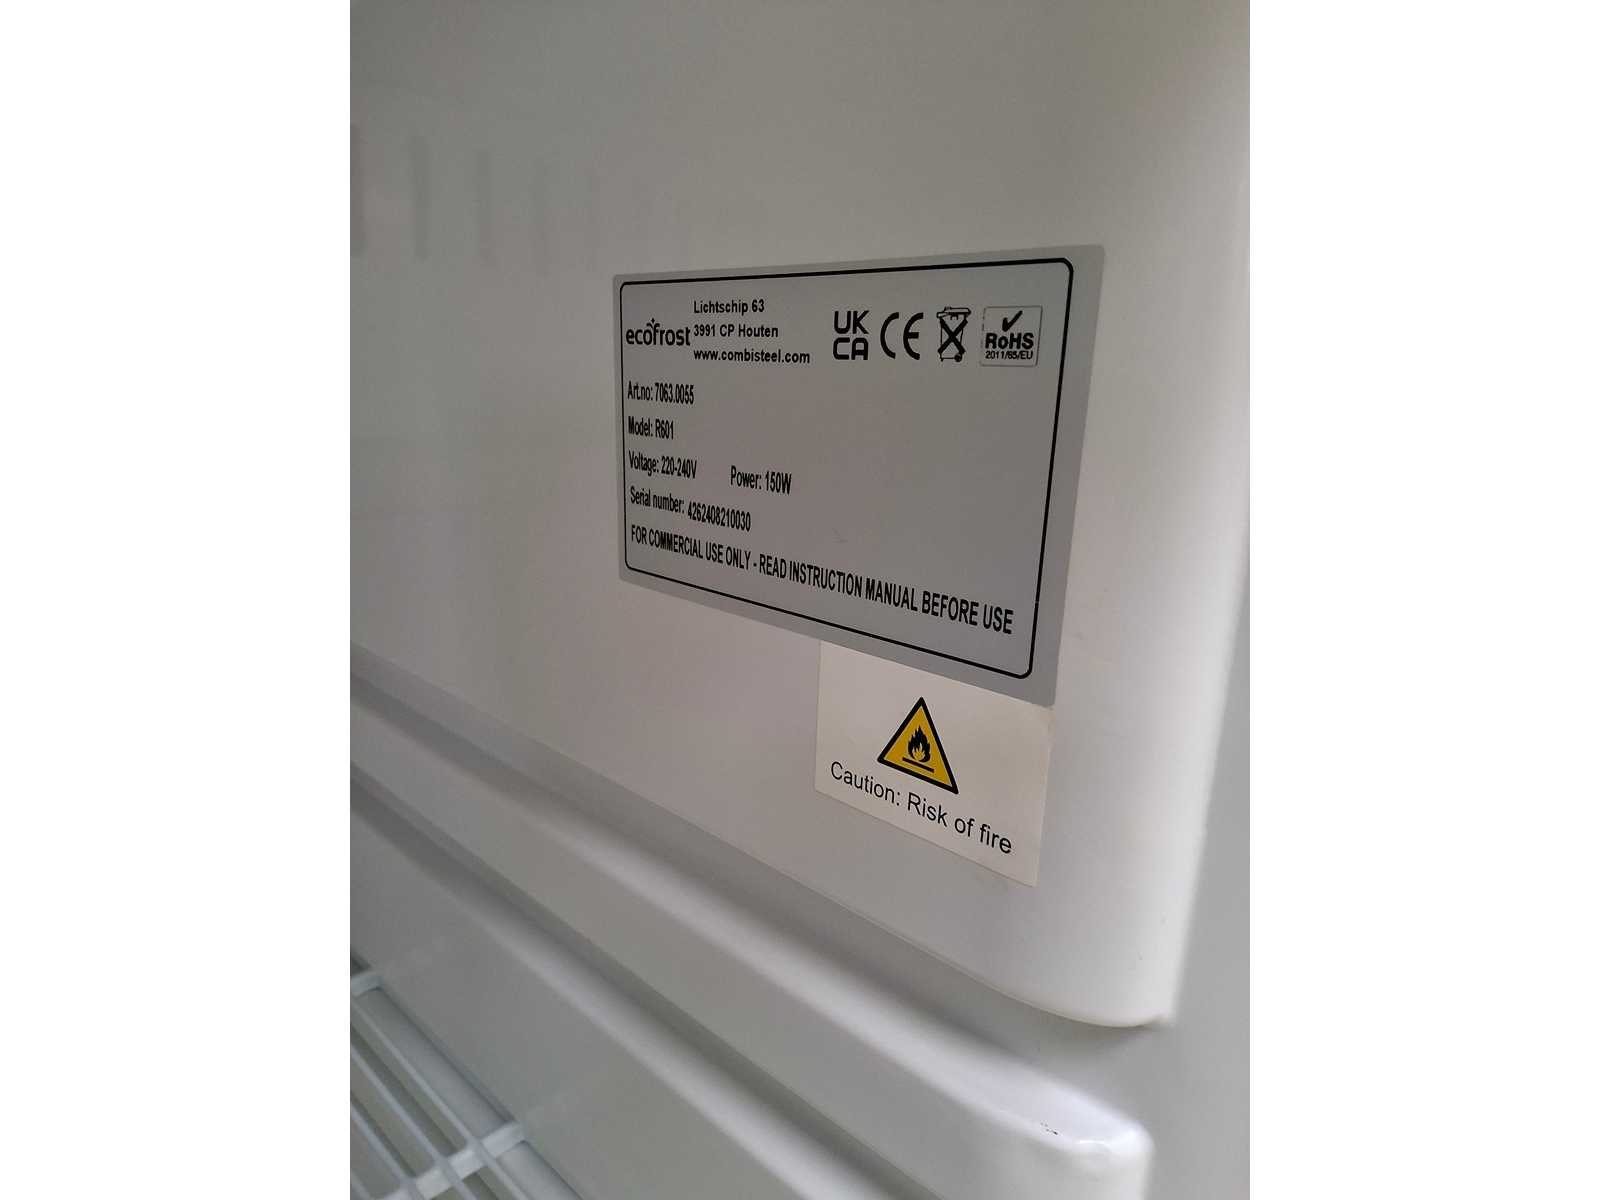 ecofrost
Lichtschip 63
3991 CP Houten
www.combisteel.com
UK
CA
CE
RoHS
2011/65/EU
Art.no: 7063.0055
Model: R601
Voltage: 220-240V Power: 150W
Serial number: 4262408210030
FOR COMMERCIAL USE ONLY - READ INSTRUCTION MANUAL BEFORE USE
Caution: Risk of fire